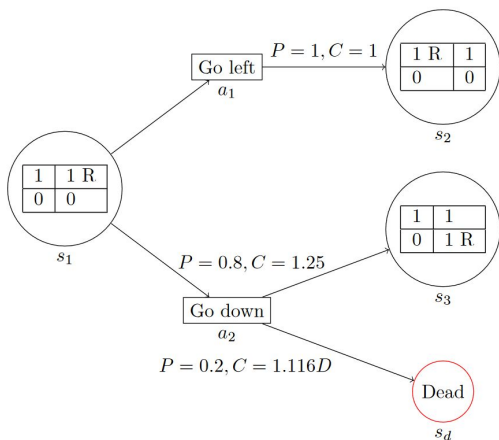 P = 1, C = 1
Go left
a₁
1 R 1
0 0
s₂
1 1 R
0 0
s₁
P = 0.8, C = 1.25
Go down
a₂
1 1
0 1 R
s₃
P = 0.2, C = 1.116D
Dead
s_d